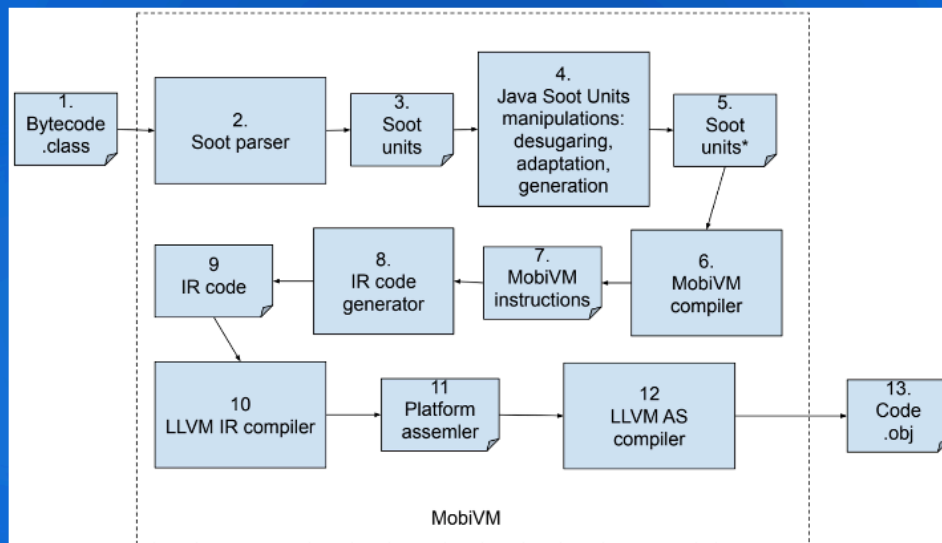 1.
Bytecode
.class
2.
Soot parser
3.
Soot
units
4.
Java Soot Units
manipulations:
desugaring,
adaptation,
generation
5.
Soot
units*
6.
MobiVM
compiler
7.
MobiVM
instructions
8.
IR code
generator
9
IR code
10
LLVM IR compiler
11
Platform
assemler
12
LLVM AS
compiler
13.
Code
.obj
MobiVM